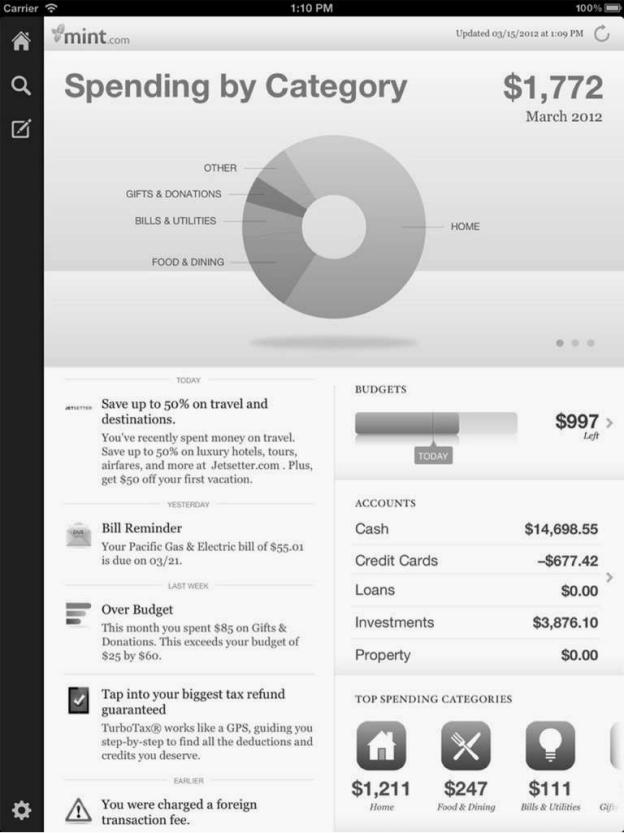 Carrier
1:10 PM
100%
mint.com
Updated 03/15/2012 at 1:09 PM
Spending by Category
$1,772
March 2012
OTHER
GIFTS & DONATIONS
BILLS & UTILITIES
FOOD & DINING
HOME
TODAY
JETSETTER
Save up to 50% on travel and
destinations.
You've recently spent money on travel.
Save up to 50% on luxury hotels, tours,
airfares, and more at Jetsetter.com . Plus,
get $50 off your first vacation.
YESTERDAY
Bill Reminder
Your Pacific Gas & Electric bill of $55.01
is due on 03/21.
LAST WEEK
Over Budget
This month you spent $85 on Gifts &
Donations. This exceeds your budget of
$25 by $60.
Tap into your biggest tax refund
guaranteed
TurboTax® works like a GPS, guiding you
step-by-step to find all the deductions and
credits you deserve.
EARLIER
You were charged a foreign
transaction fee.
BUDGETS
$997
Left
TODAY
ACCOUNTS
Cash $14,698.55
Credit Cards –$677.42
Loans $0.00
Investments $3,876.10
Property $0.00
TOP SPENDING CATEGORIES
$1,211 $247 $111
Home Food & Dining Bills & Utilities Gif